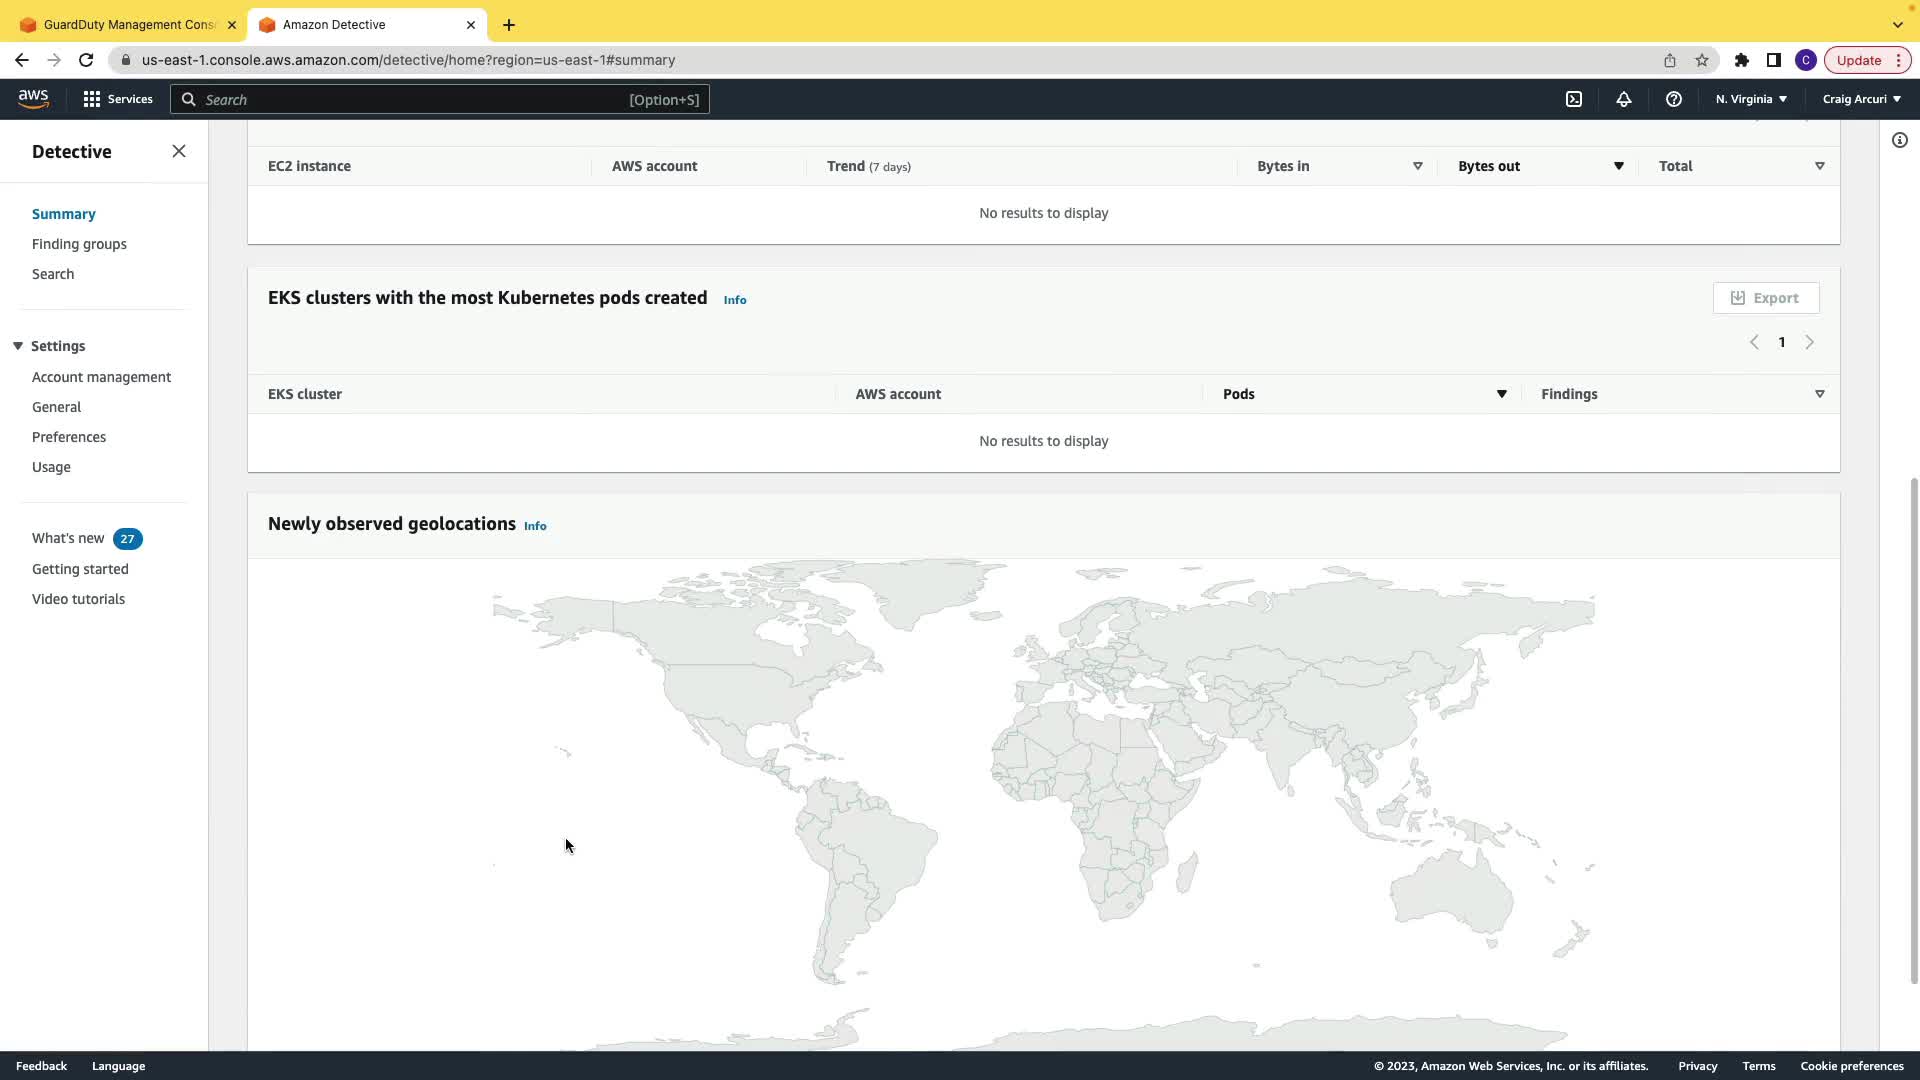 GuardDuty Management Cons
Amazon Detective
us-east-1.console.aws.amazon.com/detective/home?region=us-east-1#summary
C
Update
aws
Services
Search
[Option+S]
N. Virginia
Craig Arcuri
Detective
Summary
Finding groups
Search
Settings
Account management
General
Preferences
Usage
What's new 27
Getting started
Video tutorials
EC2 instance
AWS account
Trend (7 days)
Bytes in
Bytes out
Total
No results to display
EKS clusters with the most Kubernetes pods created Info
Export
1
EKS cluster
AWS account
Pods
Findings
No results to display
Newly observed geolocations Info
Feedback
Language
© 2023, Amazon Web Services, Inc. or its affiliates.
Privacy
Terms
Cookie preferences